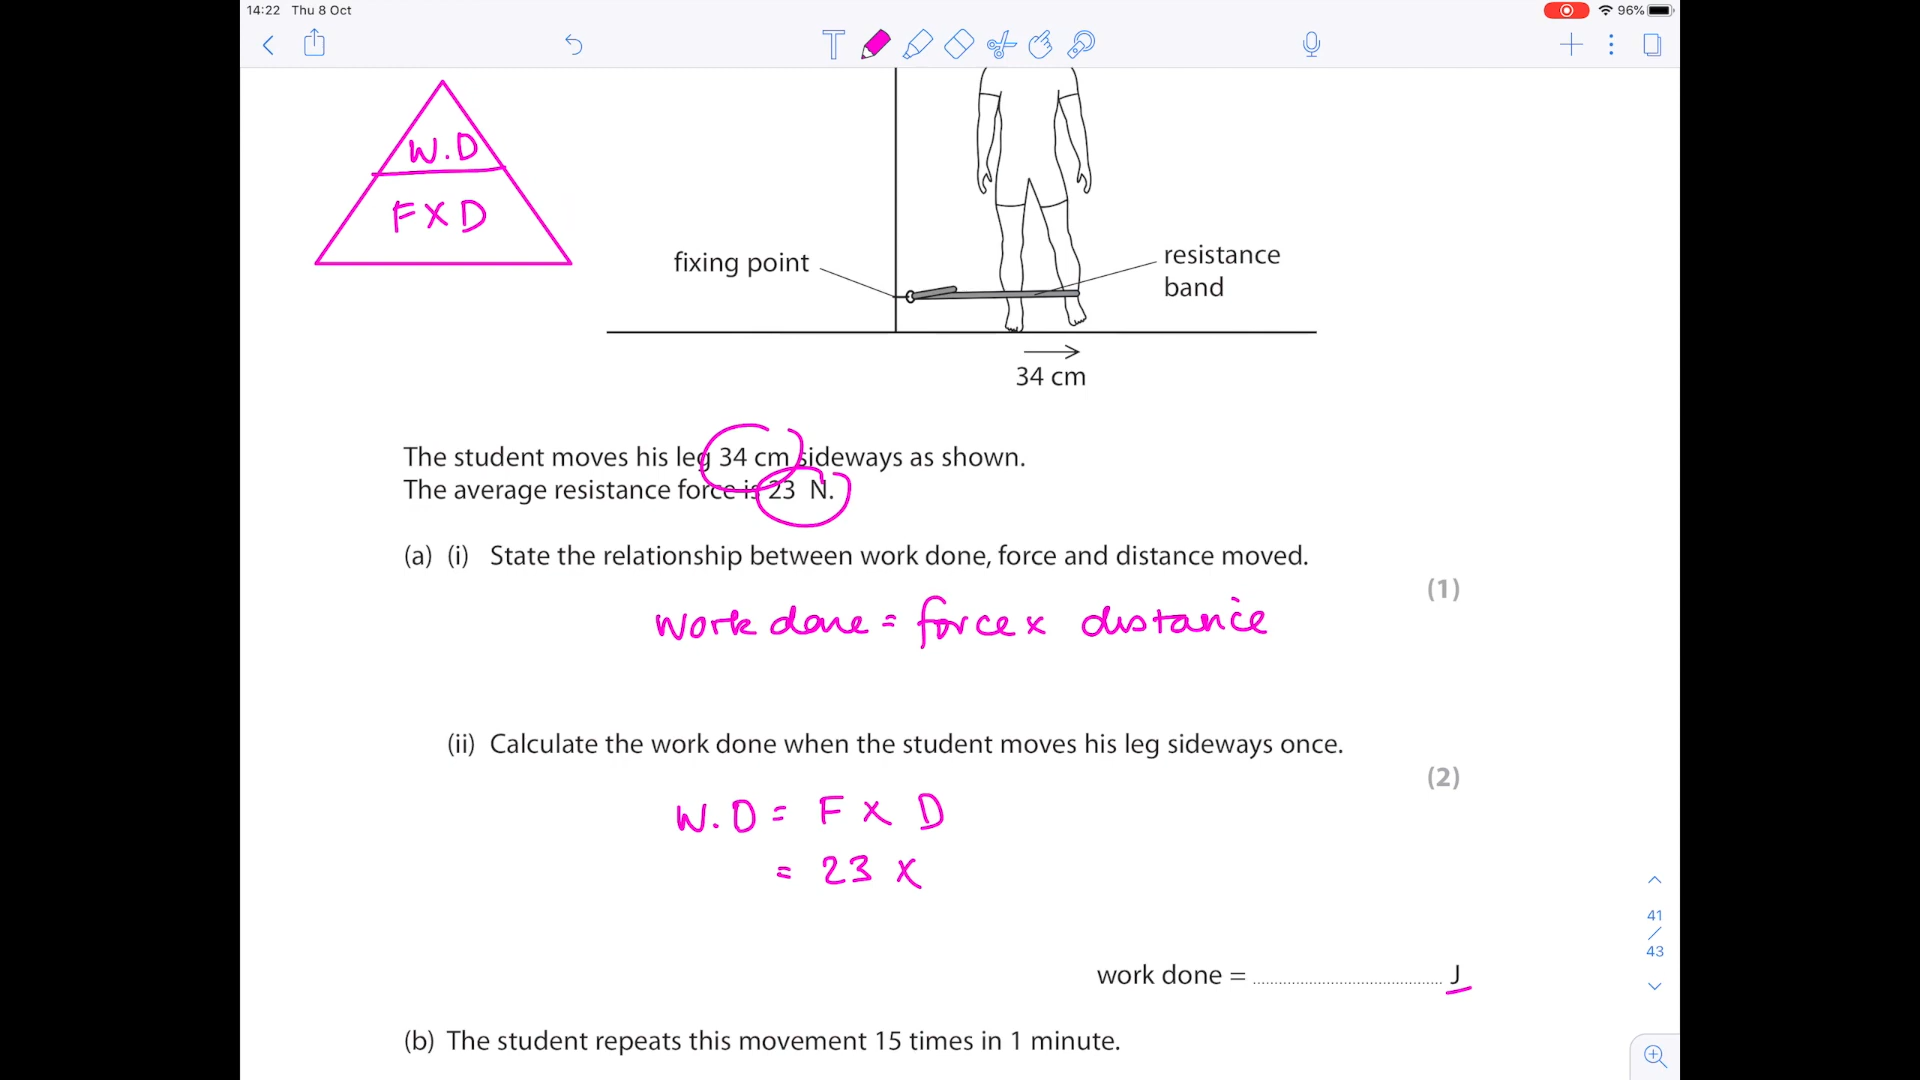 14:22 Thu 8 Oct
96%
T
W.D
F x D
fixing point
resistance
band
34 cm
The student moves his leg 34 cm sideways as shown.
The average resistance force is 23 N.
(a) (i) State the relationship between work done, force and distance moved.
(1)
work done = force x distance
(ii) Calculate the work done when the student moves his leg sideways once.
(2)
W.D = F x D
= 23 x
41
/
43
work done = ........................................ J
(b) The student repeats this movement 15 times in 1 minute.